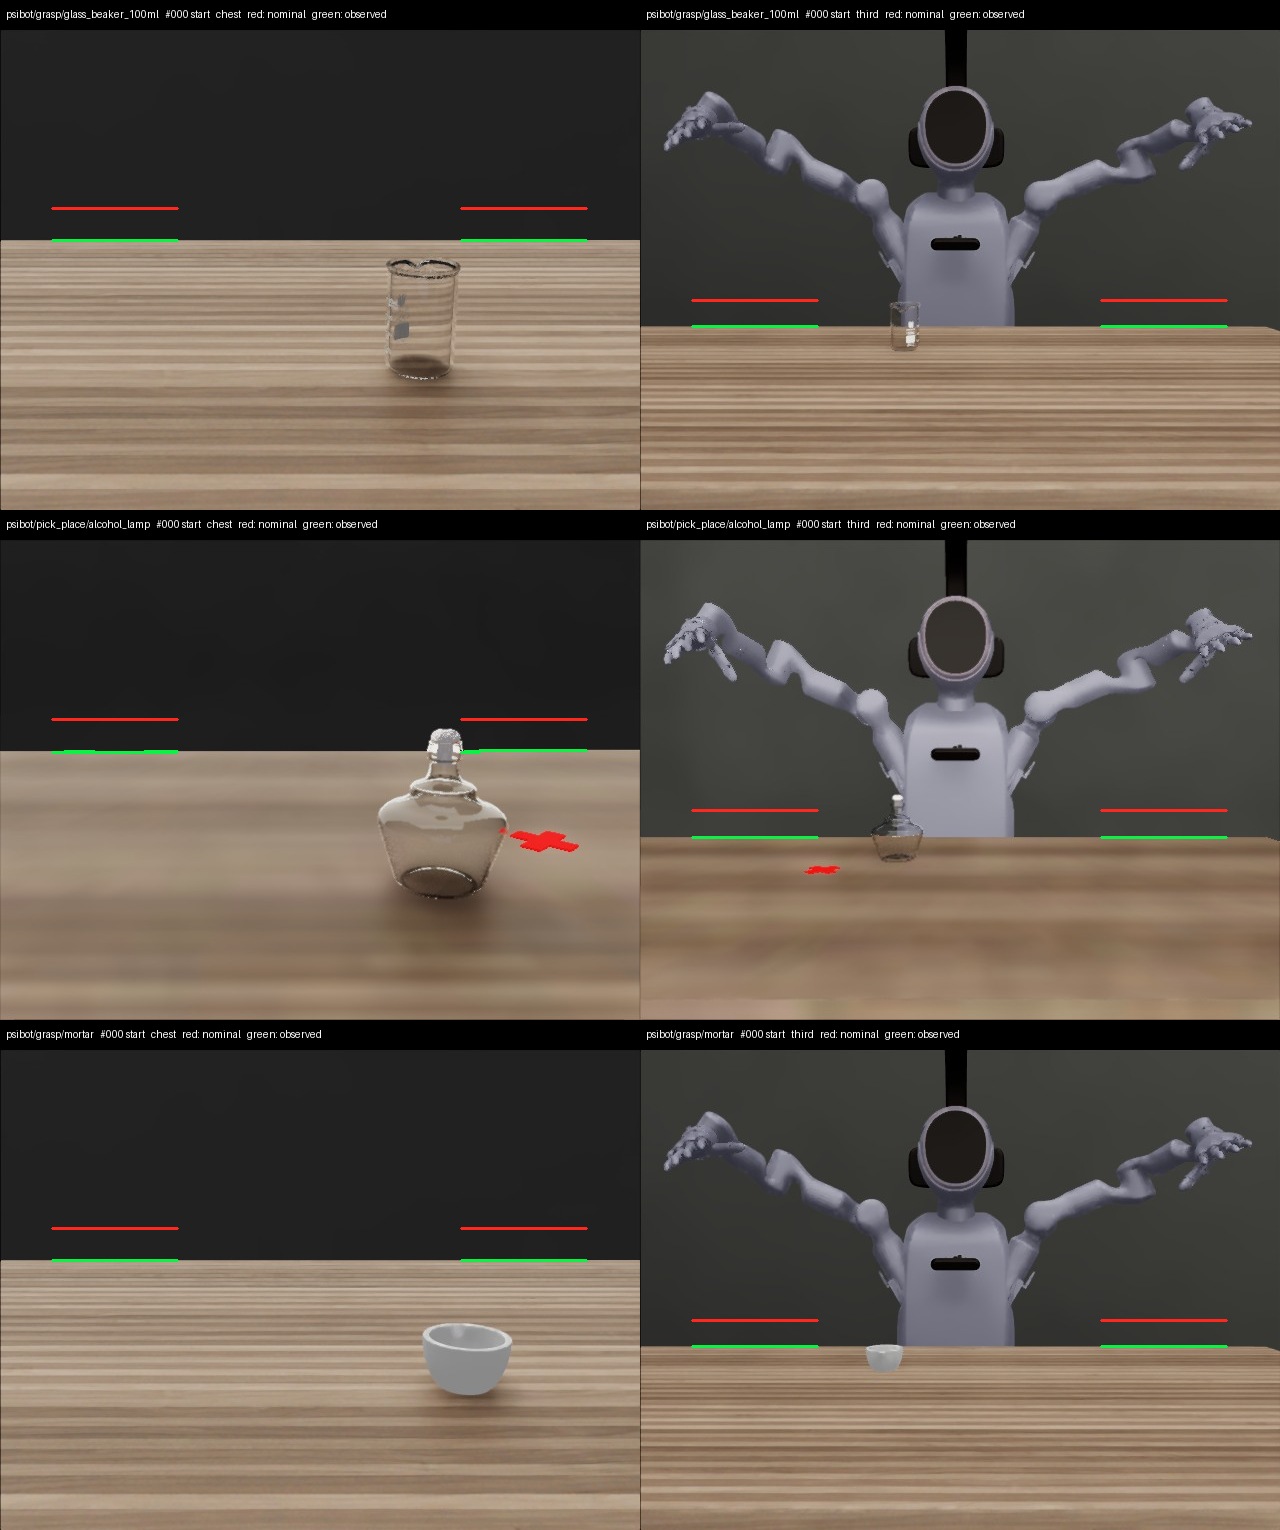 psibot/grasp/glass_beaker_100ml #000 start chest red: nominal green: observed
psibot/grasp/glass_beaker_100ml #000 start third red: nominal green: observed
psibot/pick_place/alcohol_lamp #000 start chest red: nominal green: observed
psibot/pick_place/alcohol_lamp #000 start third red: nominal green: observed
psibot/grasp/mortar #000 start chest red: nominal green: observed
psibot/grasp/mortar #000 start third red: nominal green: observed